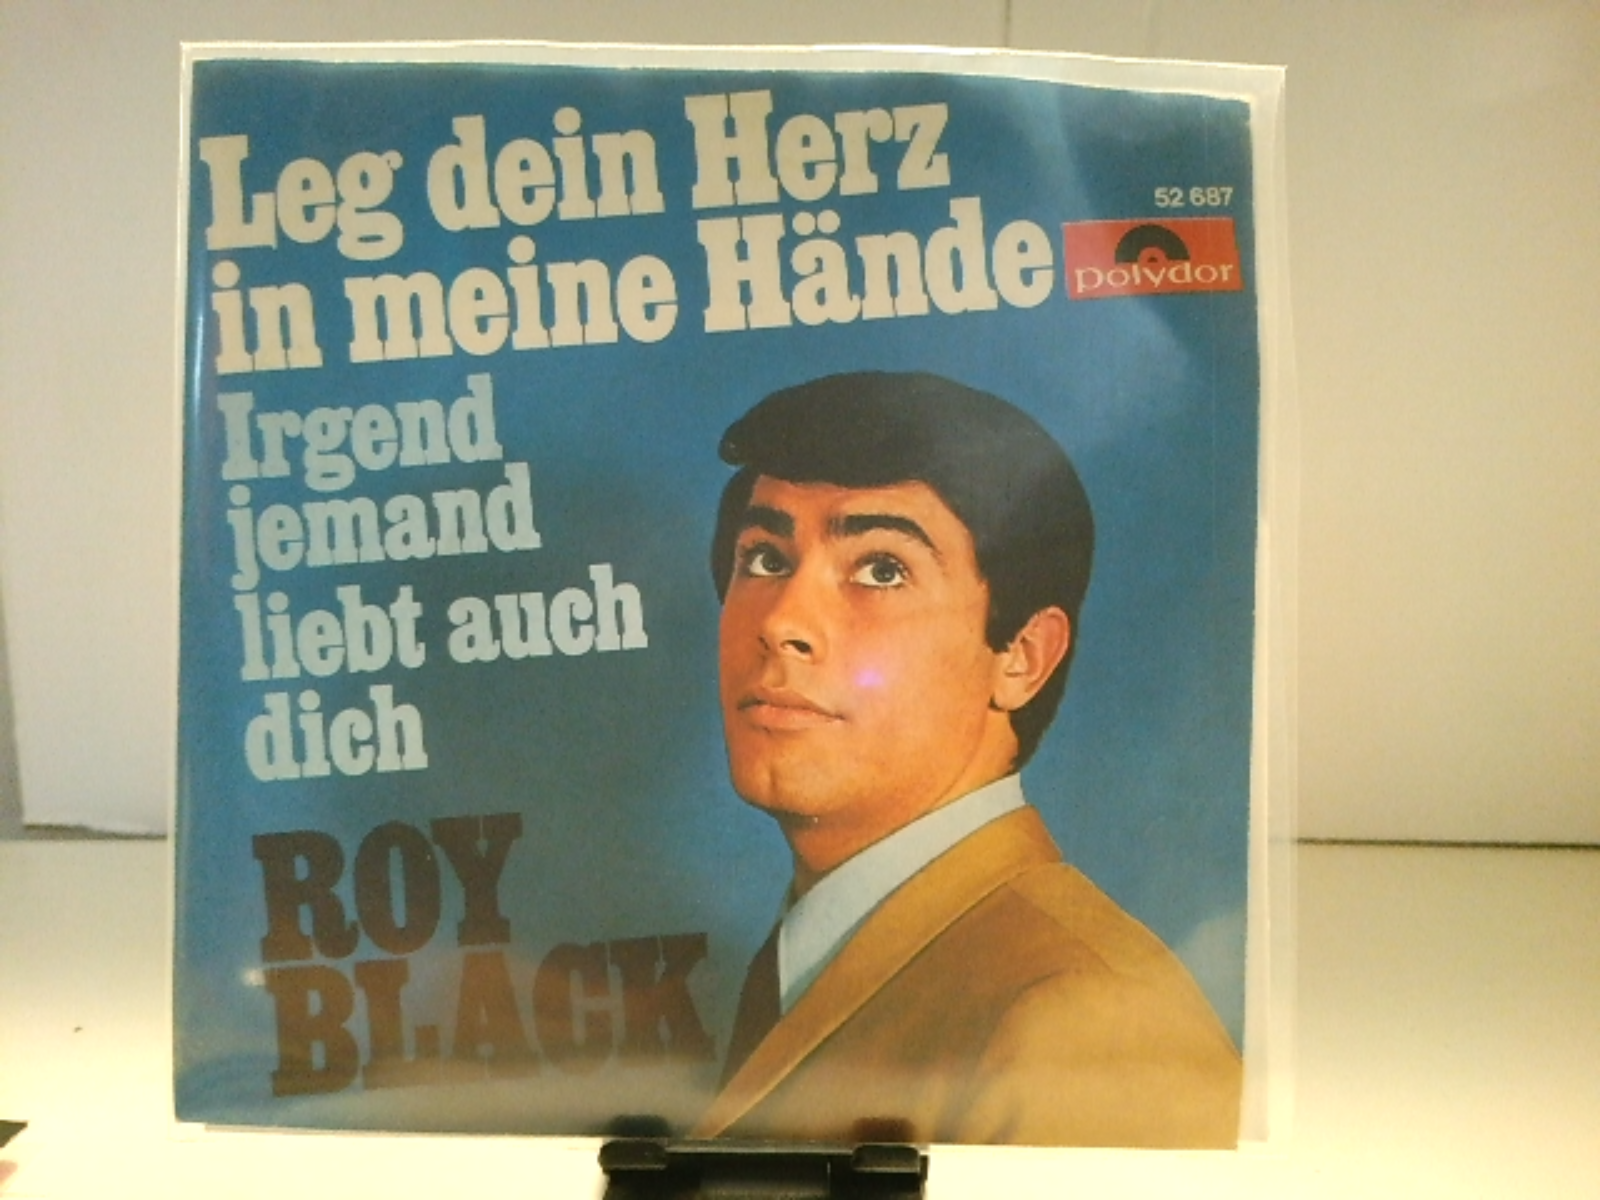 Leg dein Herz
in meine Hände
52 687
polydor
Irgend
jemand
liebt auch
dich
ROY
BLACK